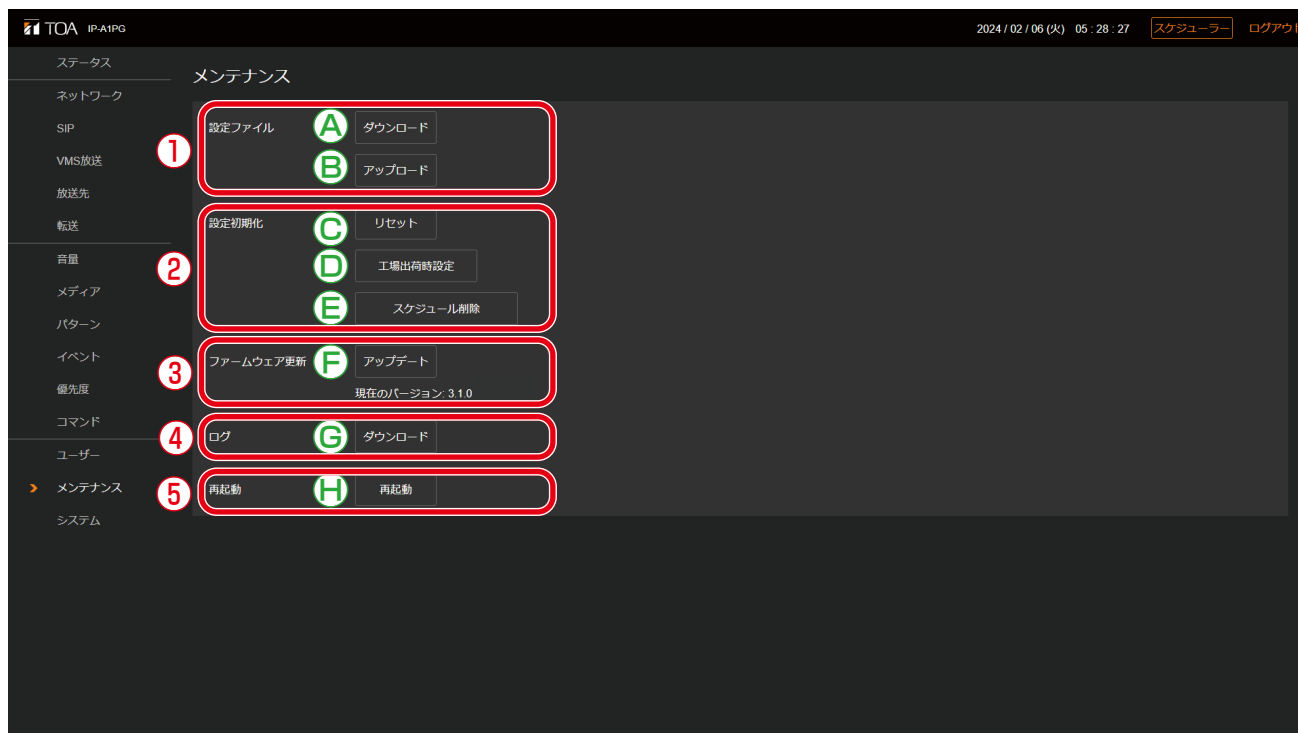 TOA IP-A1PG
2024 / 02 / 06 (火) 05 : 28 : 27
スケジューラー
ログアウト
ステータス
ネットワーク
SIP
VMS放送
放送先
転送
音量
メディア
パターン
イベント
優先度
コマンド
ユーザー
メンテナンス
システム
メンテナンス
① 設定ファイル
A ダウンロード
B アップロード
② 設定初期化
C リセット
D 工場出荷時設定
E スケジュール削除
③ ファームウェア更新
F アップデート
現在のバージョン: 3.1.0
④ ログ
G ダウンロード
⑤ 再起動
H 再起動